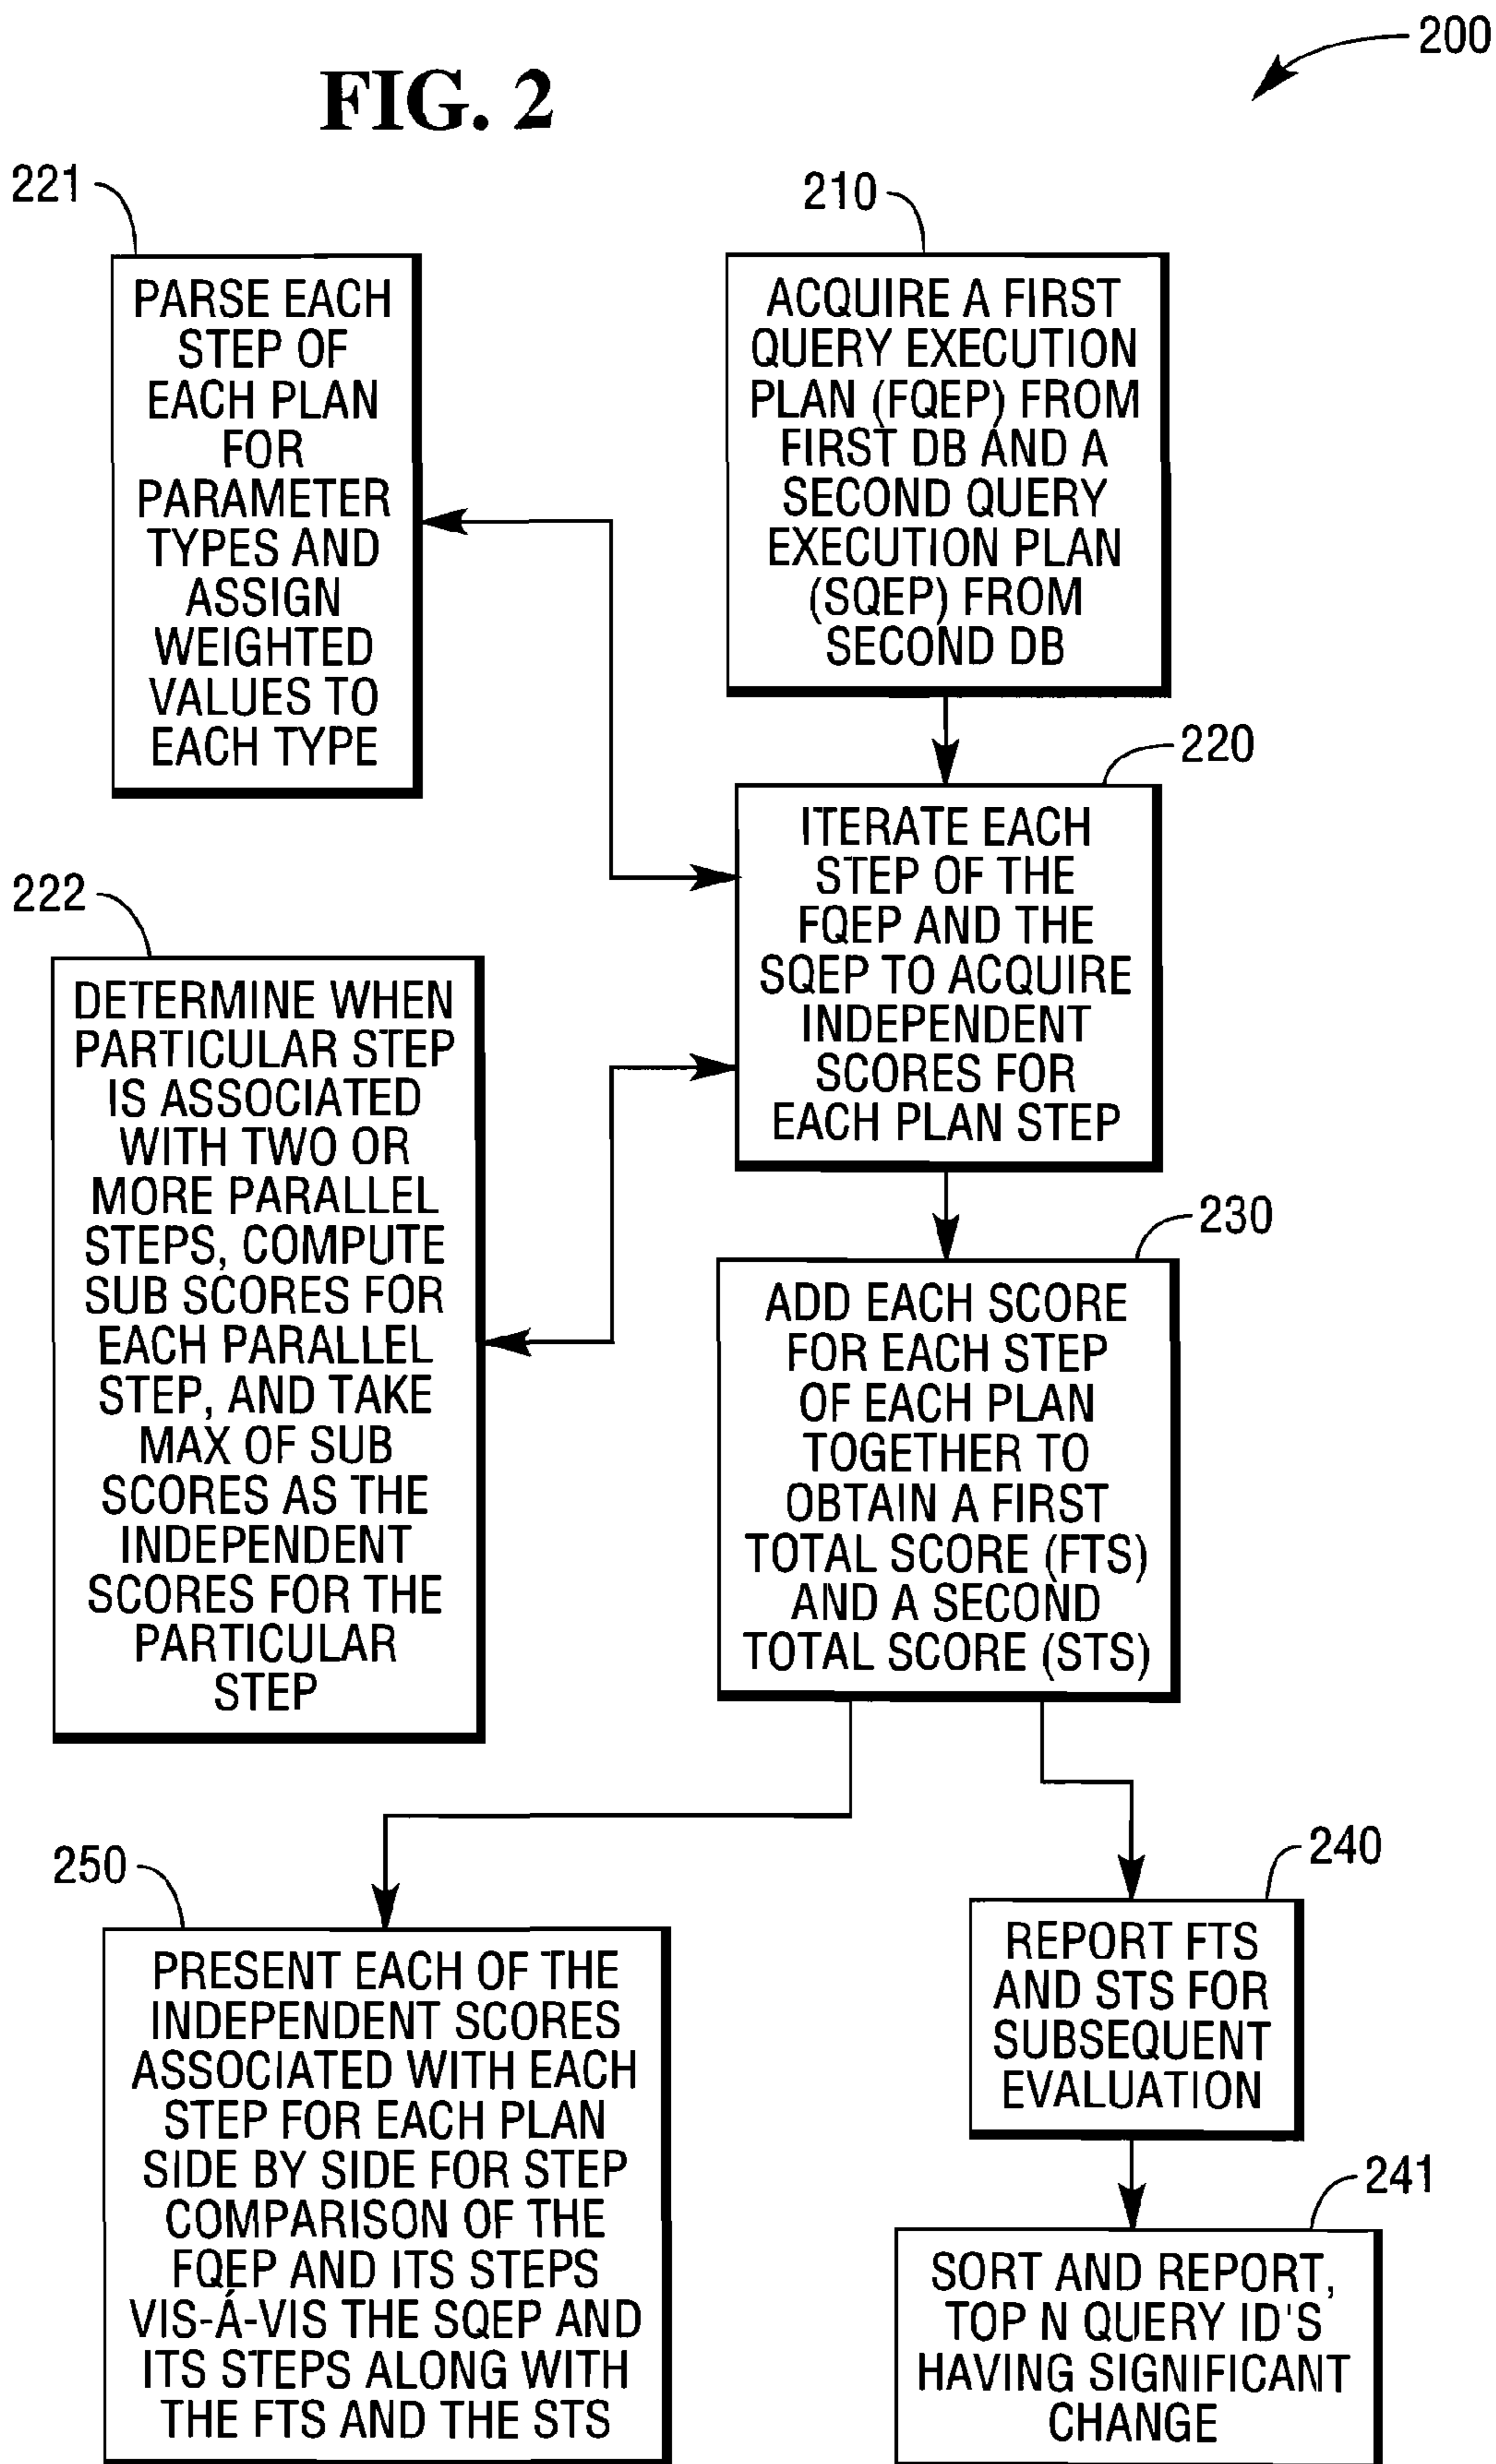 200
FIG. 2
221
PARSE EACH
STEP OF
EACH PLAN
FOR
PARAMETER
TYPES AND
ASSIGN
WEIGHTED
VALUES TO
EACH TYPE
210
ACQUIRE A FIRST
QUERY EXECUTION
PLAN (FQEP) FROM
FIRST DB AND A
SECOND QUERY
EXECUTION PLAN
(SQEP) FROM
SECOND DB
220
ITERATE EACH
STEP OF THE
FQEP AND THE
SQEP TO ACQUIRE
INDEPENDENT
SCORES FOR
EACH PLAN STEP
222
DETERMINE WHEN
PARTICULAR STEP
IS ASSOCIATED
WITH TWO OR
MORE PARALLEL
STEPS, COMPUTE
SUB SCORES FOR
EACH PARALLEL
STEP, AND TAKE
MAX OF SUB
SCORES AS THE
INDEPENDENT
SCORES FOR THE
PARTICULAR
STEP
230
ADD EACH SCORE
FOR EACH STEP
OF EACH PLAN
TOGETHER TO
OBTAIN A FIRST
TOTAL SCORE (FTS)
AND A SECOND
TOTAL SCORE (STS)
250
PRESENT EACH OF THE
INDEPENDENT SCORES
ASSOCIATED WITH EACH
STEP FOR EACH PLAN
SIDE BY SIDE FOR STEP
COMPARISON OF THE
FQEP AND ITS STEPS
VIS-Á-VIS THE SQEP AND
ITS STEPS ALONG WITH
THE FTS AND THE STS
240
REPORT FTS
AND STS FOR
SUBSEQUENT
EVALUATION
241
SORT AND REPORT,
TOP N QUERY ID'S
HAVING SIGNIFICANT
CHANGE